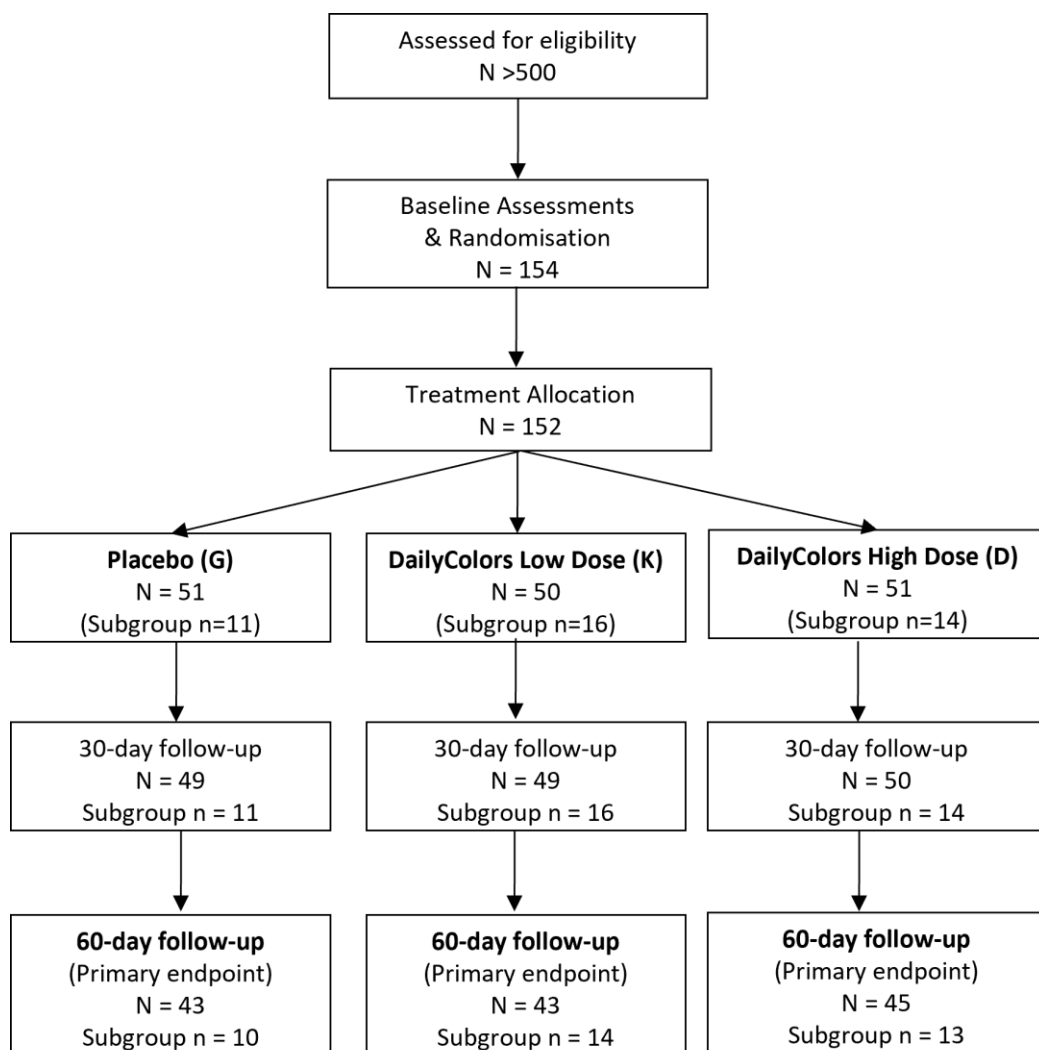 Assessed for eligibility
N >500
Baseline Assessments
& Randomisation
N = 154
Treatment Allocation
N = 152
Placebo (G)
N = 51
(Subgroup n=11)
DailyColors Low Dose (K)
N = 50
(Subgroup n=16)
DailyColors High Dose (D)
N = 51
(Subgroup n=14)
30-day follow-up
N = 49
Subgroup n = 11
30-day follow-up
N = 49
Subgroup n = 16
30-day follow-up
N = 50
Subgroup n = 14
60-day follow-up
(Primary endpoint)
N = 43
Subgroup n = 10
60-day follow-up
(Primary endpoint)
N = 43
Subgroup n = 14
60-day follow-up
(Primary endpoint)
N = 45
Subgroup n = 13